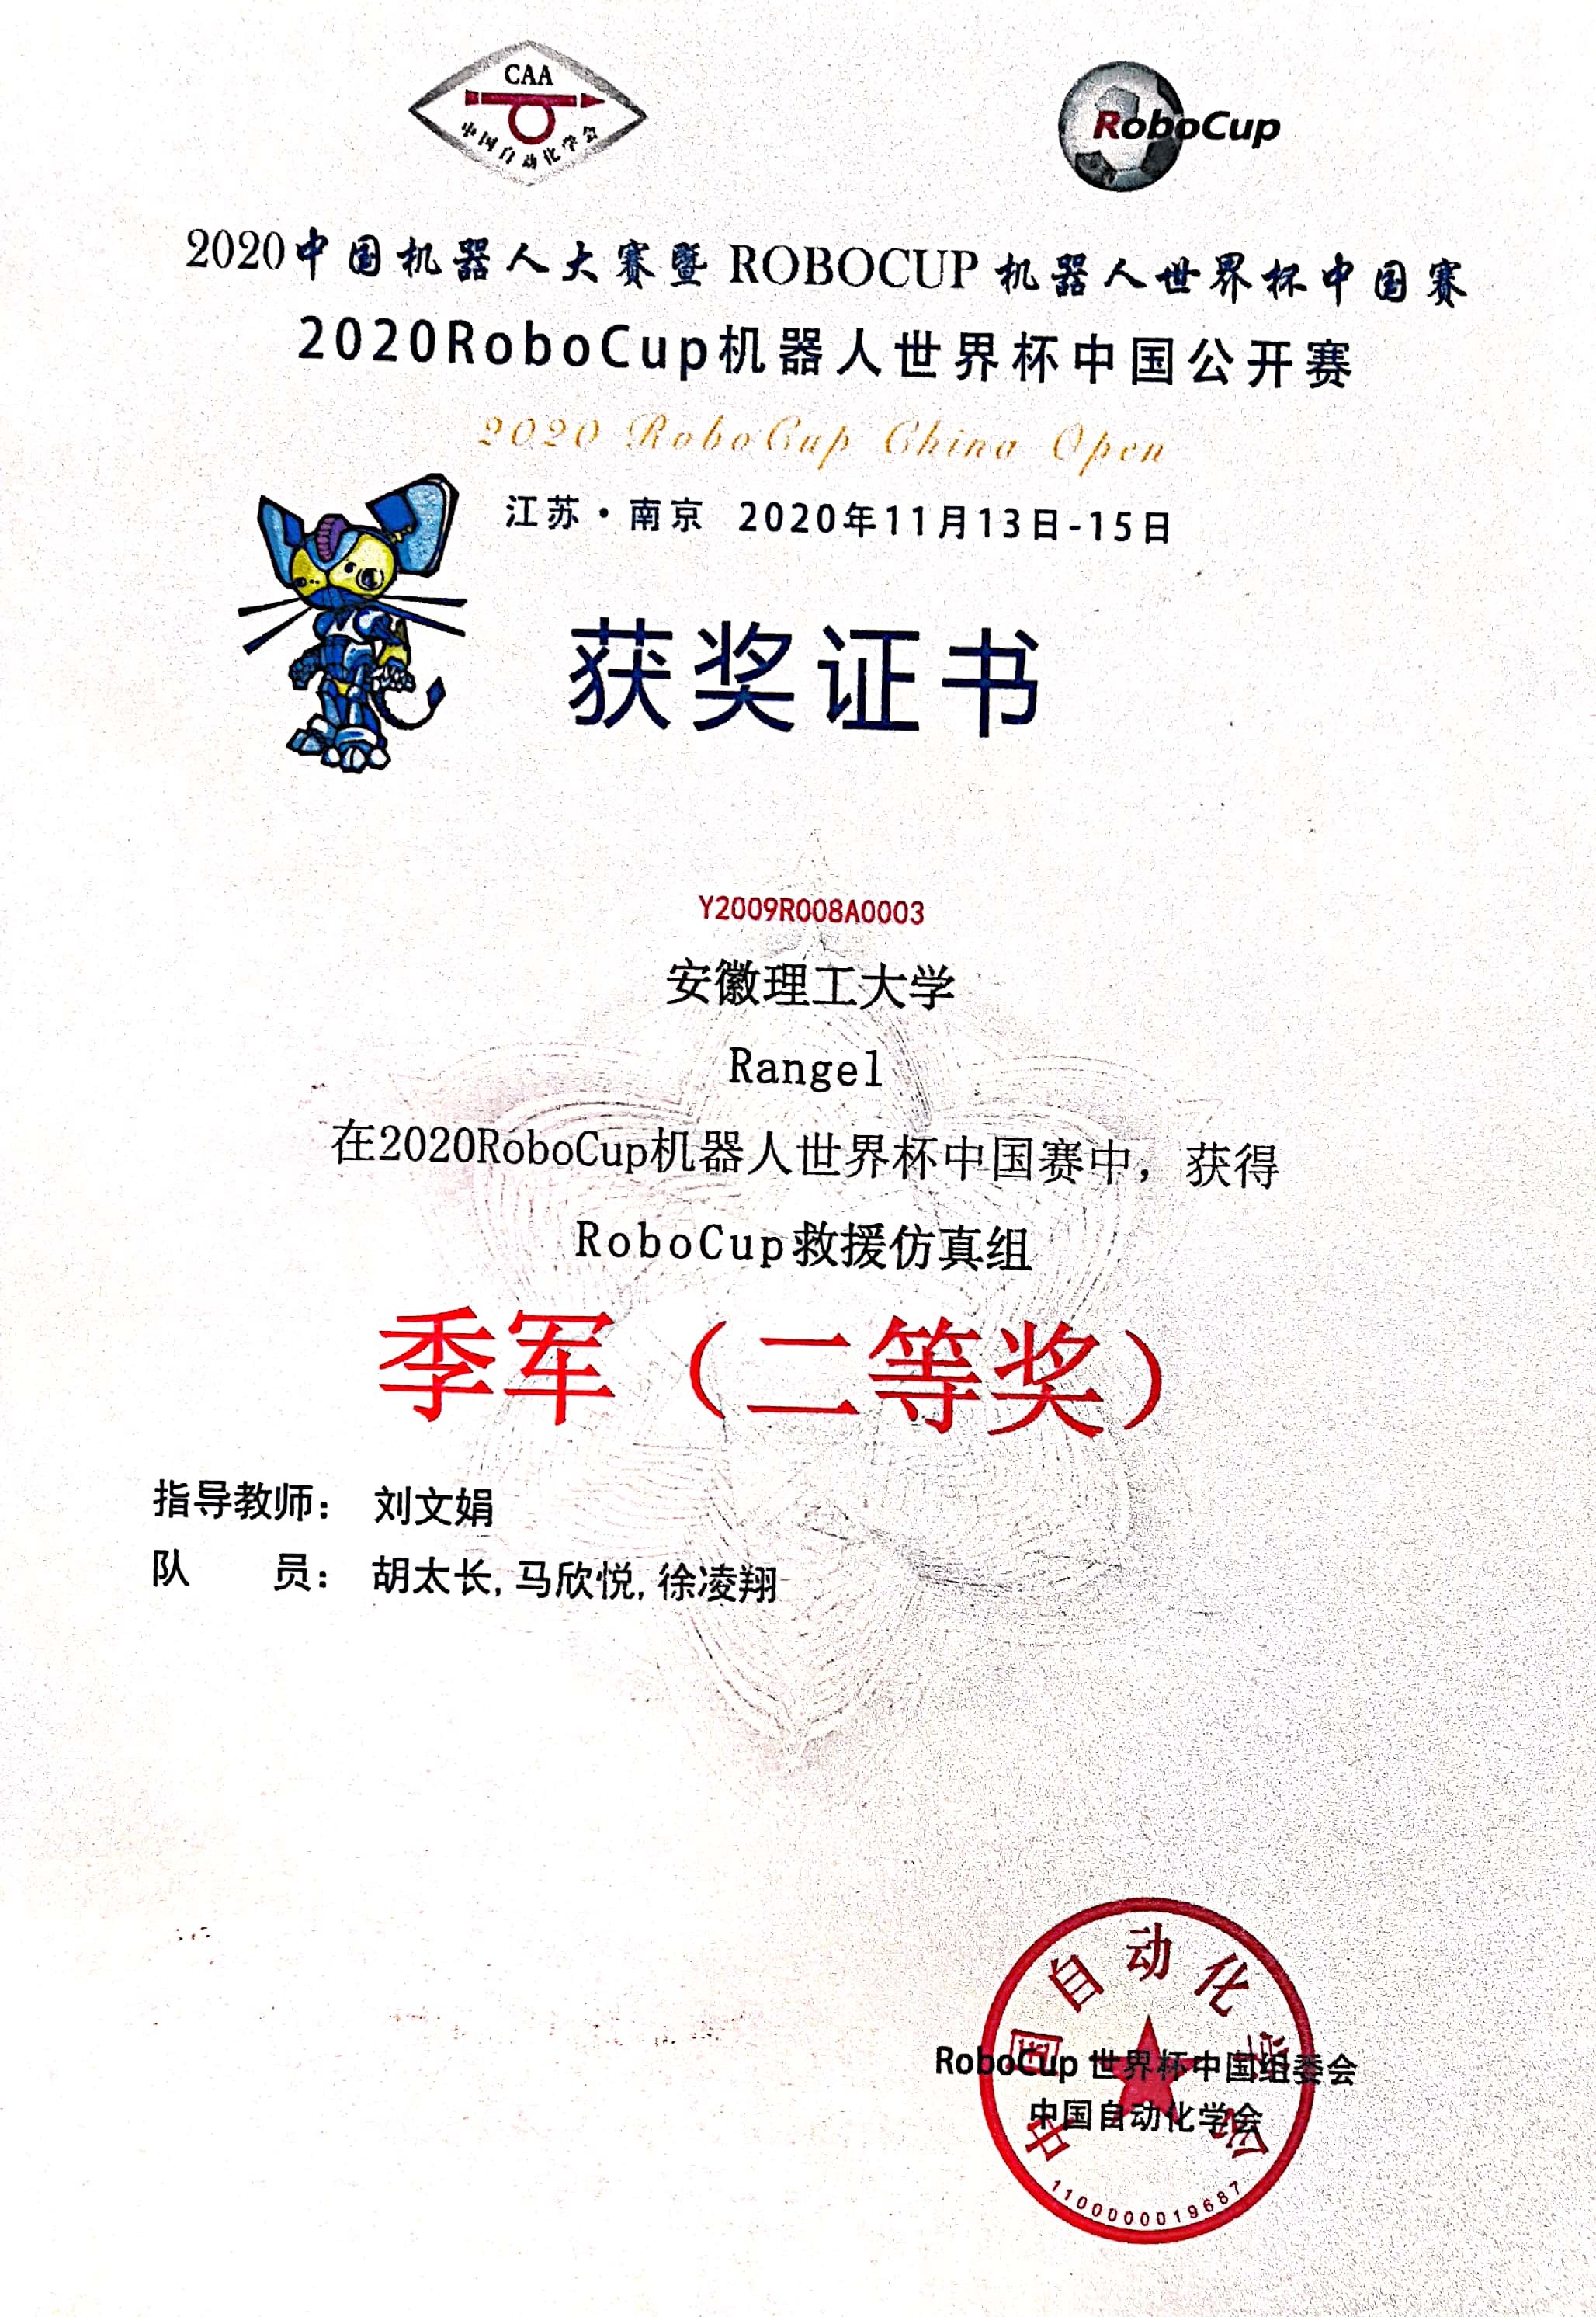 CAA
中国自动化学会
RoboCup
2020中国机器人大赛暨 ROBOCUP 机器人世界杯中国赛
2020RoboCup机器人世界杯中国公开赛
2020 RoboCup China Open
江苏·南京 2020年11月13日-15日
获奖证书
Y2009R008A0003
安徽理工大学
Rangel
在2020RoboCup机器人世界杯中国赛中，获得
RoboCup救援仿真组
季军（二等奖）
指导教师： 刘文娟
队 员： 胡太长, 马欣悦, 徐凌翔
中国自动化学会
RoboCup 世界杯中国组委会
中国自动化学会
1100000019687